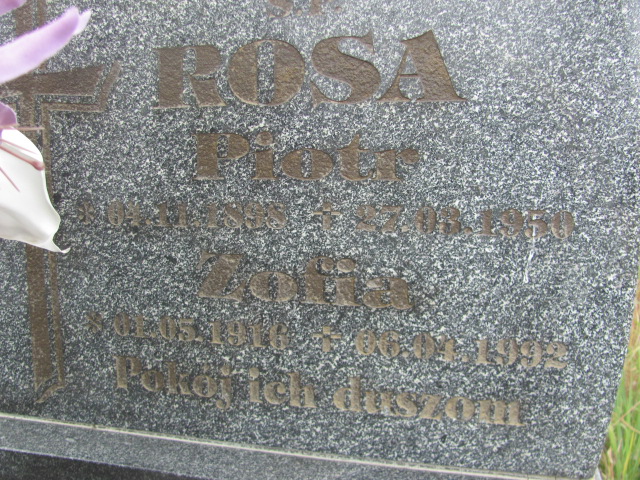 Ś.P.
ROSA
Piotr
* 04.11.1898 + 27.03.1950
Zofia
* 01.05.1916 + 06.04.1992
Pokój ich duszom